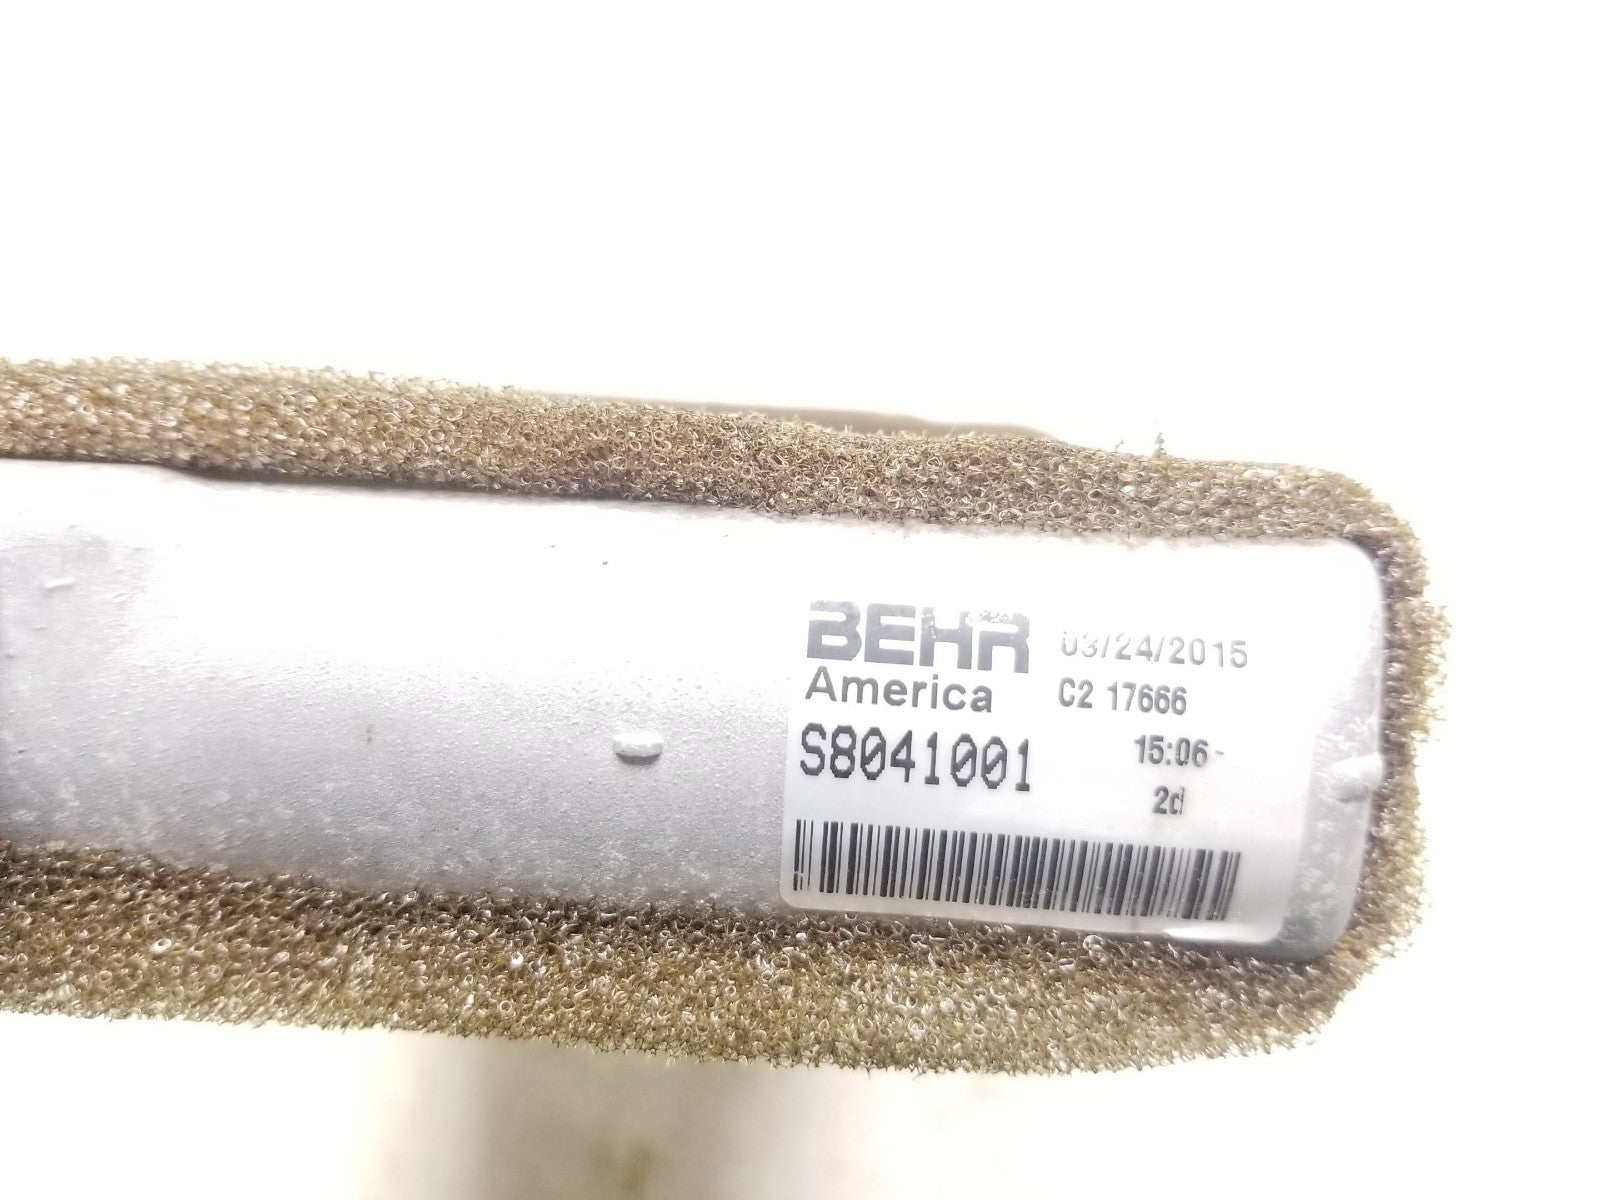 BEHR 03/24/2015
America C2 17666
S8041001 15:06-
2d